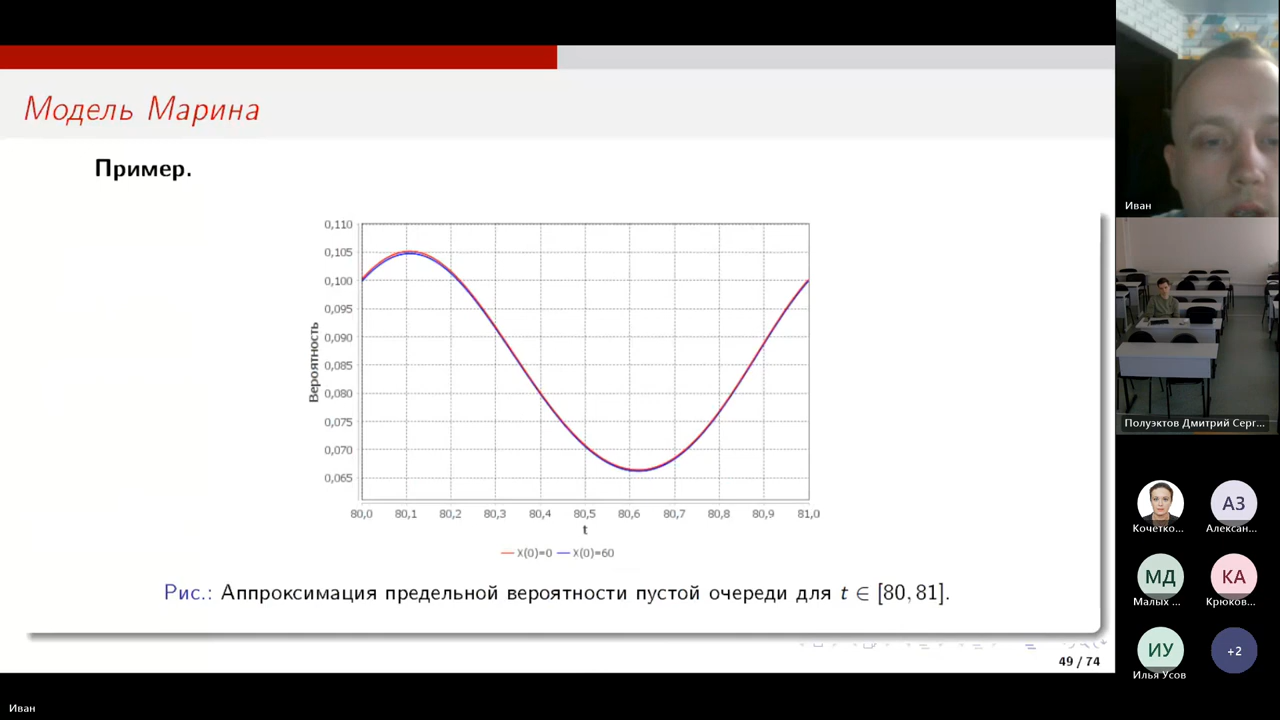 Модель Марина
Пример.
0,110
0,105
0,100
0,095
0,090
0,085
0,080
0,075
0,070
0,065
Вероятность
80,0 80,1 80,2 80,3 80,4 80,5 80,6 80,7 80,8 80,9 81,0
t
X(0)=0 X(0)=60
Рис.: Аппроксимация предельной вероятности пустой очереди для t ∈ [80, 81].
49 / 74
Иван
Иван
Полуэктов Дмитрий Серг...
АЗ
Кочетко... Алексан...
МД КА
Малых ... Крюков...
ИУ +2
Илья Усов